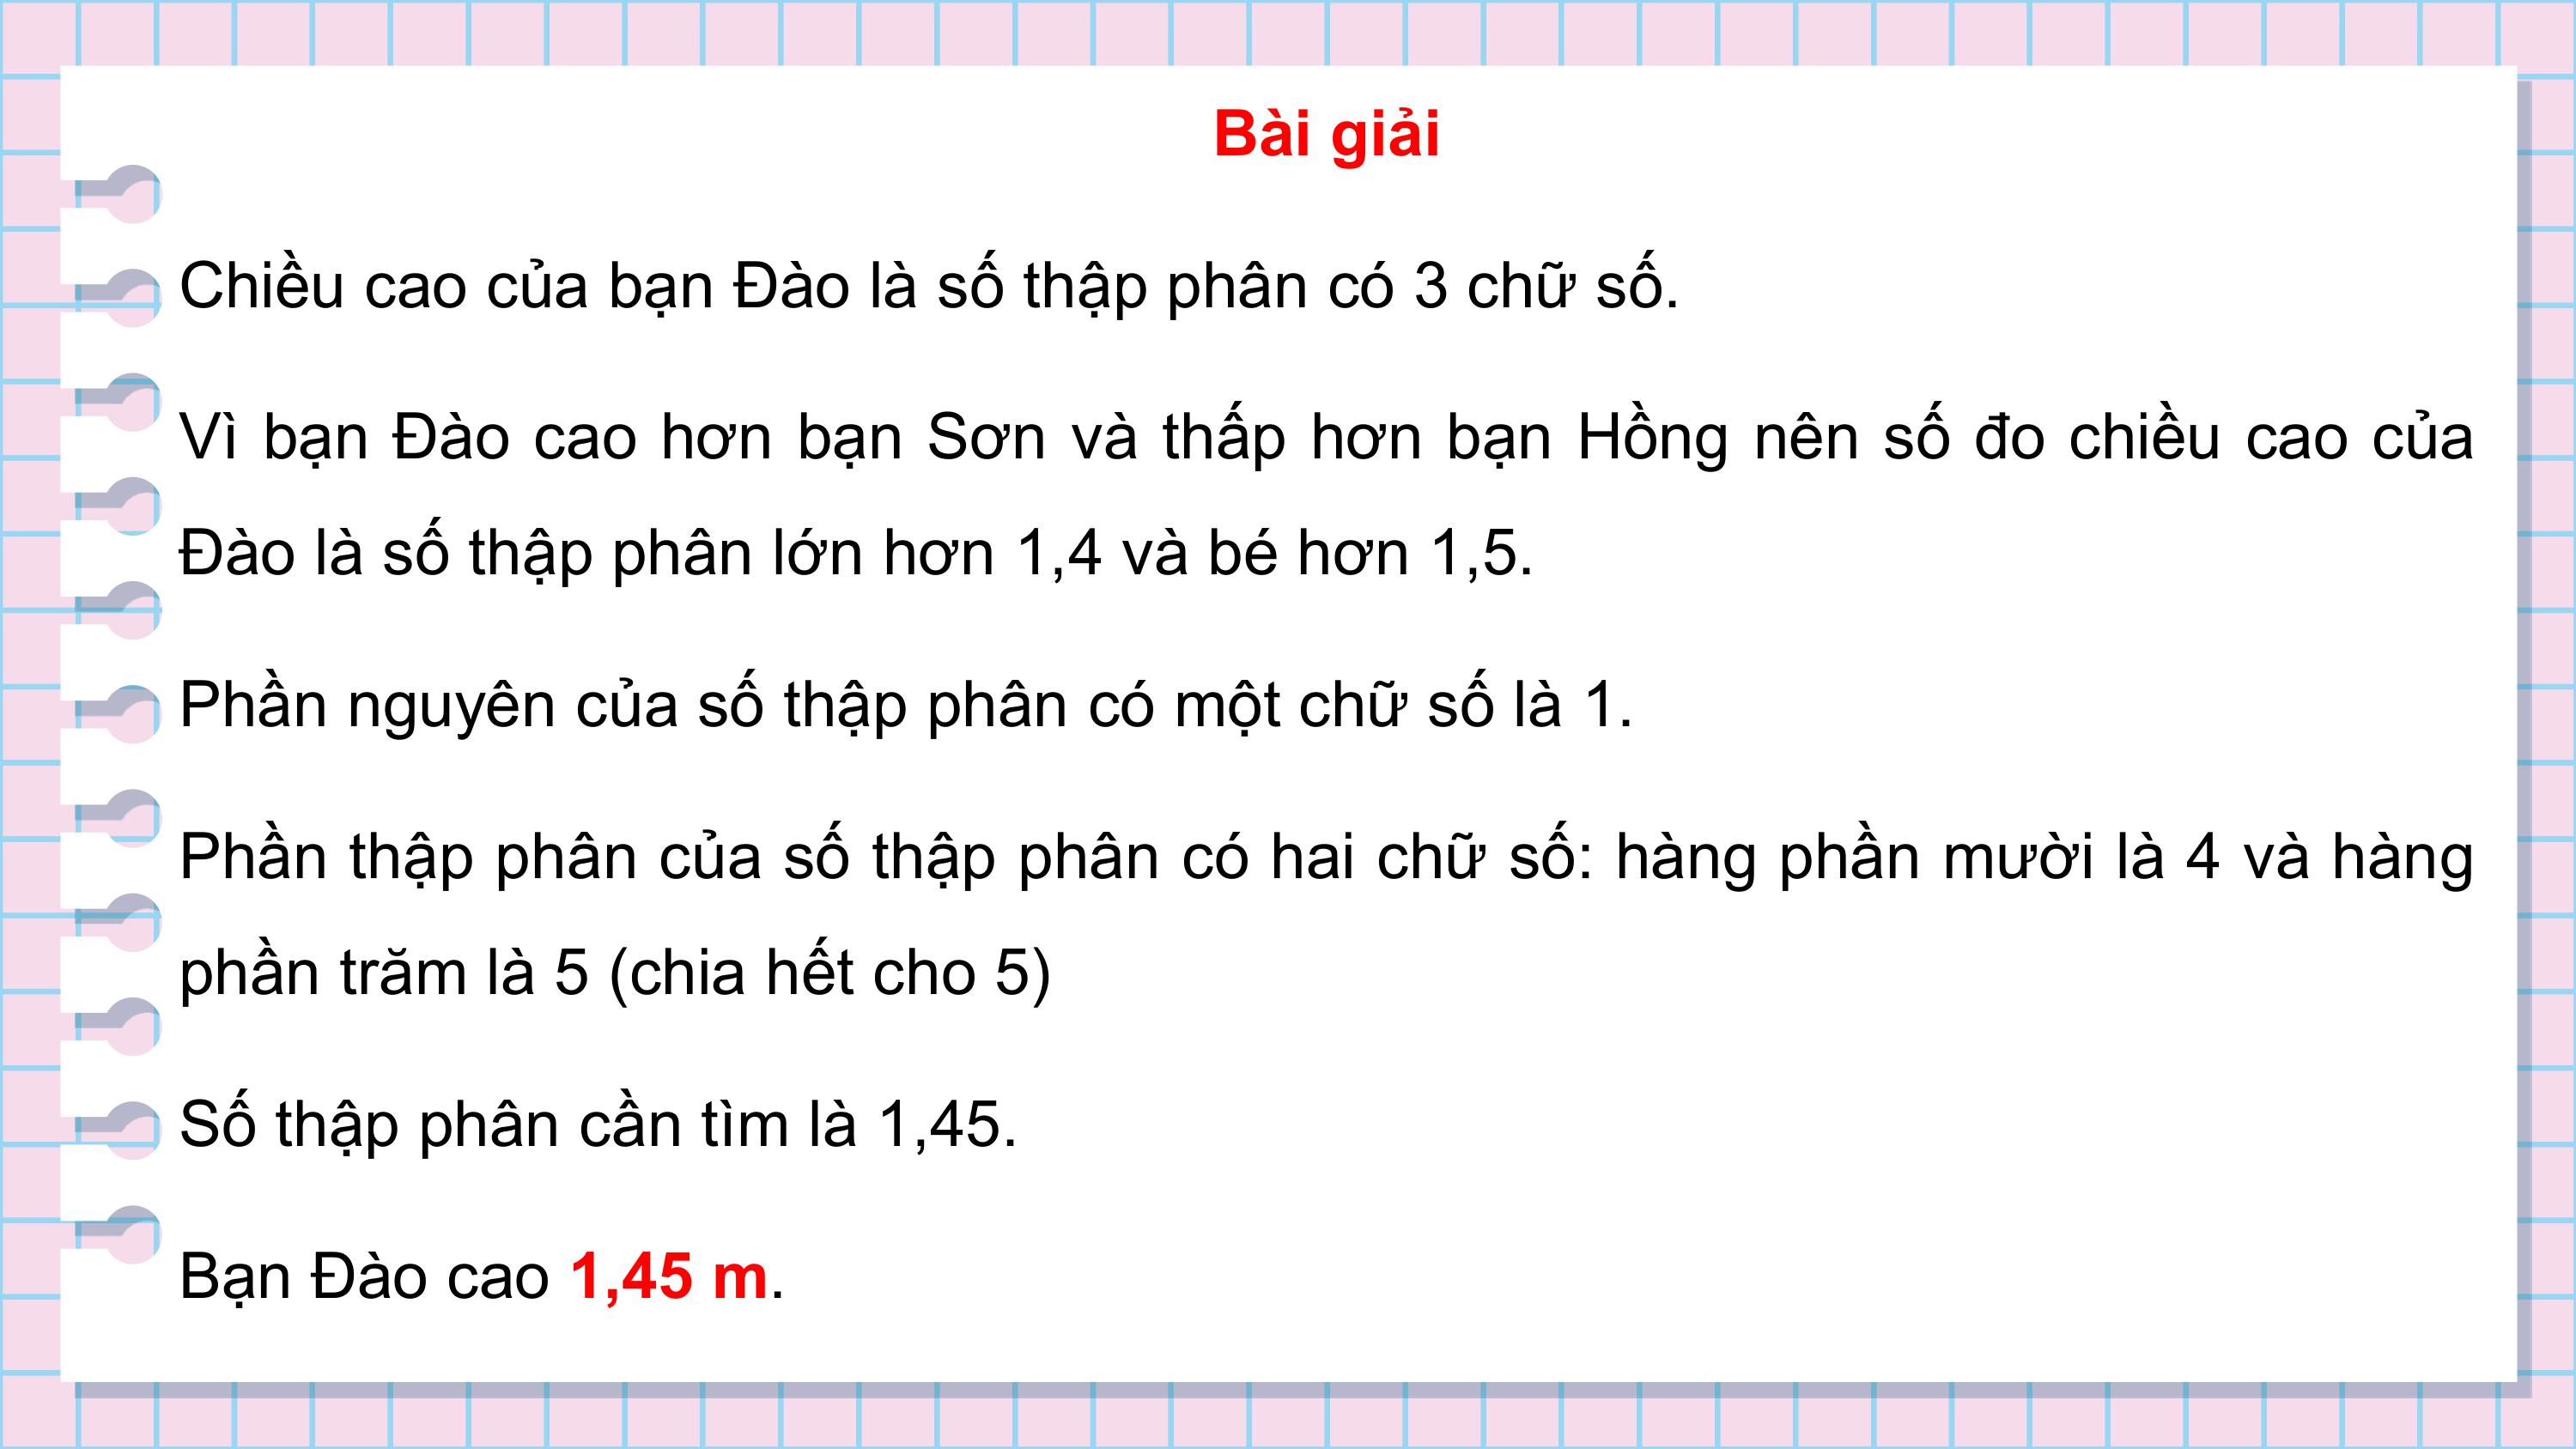 Bài giải
Chiều cao của bạn Đào là số thập phân có 3 chữ số.
Vì bạn Đào cao hơn bạn Sơn và thấp hơn bạn Hồng nên số đo chiều cao của
Đào là số thập phân lớn hơn 1,4 và bé hơn 1,5.
Phần nguyên của số thập phân có một chữ số là 1.
Phần thập phân của số thập phân có hai chữ số: hàng phần mười là 4 và hàng
phần trăm là 5 (chia hết cho 5)
Số thập phân cần tìm là 1,45.
Bạn Đào cao 1,45 m.